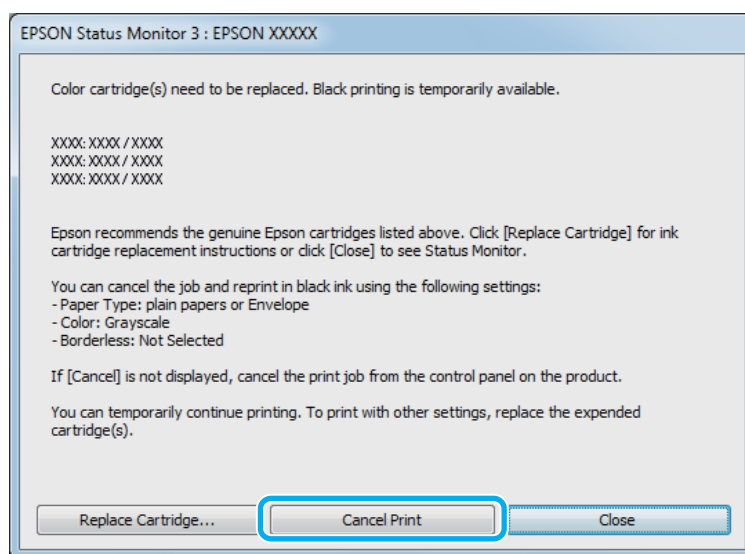 EPSON Status Monitor 3 : EPSON XXXXX
Color cartridge(s) need to be replaced. Black printing is temporarily available.
XXXX: XXXX / XXXX
XXXX: XXXX / XXXX
XXXX: XXXX / XXXX
Epson recommends the genuine Epson cartridges listed above. Click [Replace Cartridge] for ink
cartridge replacement instructions or click [Close] to see Status Monitor.
You can cancel the job and reprint in black ink using the following settings:
- Paper Type: plain papers or Envelope
- Color: Grayscale
- Borderless: Not Selected
If [Cancel] is not displayed, cancel the print job from the control panel on the product.
You can temporarily continue printing. To print with other settings, replace the expended
cartridge(s).
Replace Cartridge... Cancel Print Close